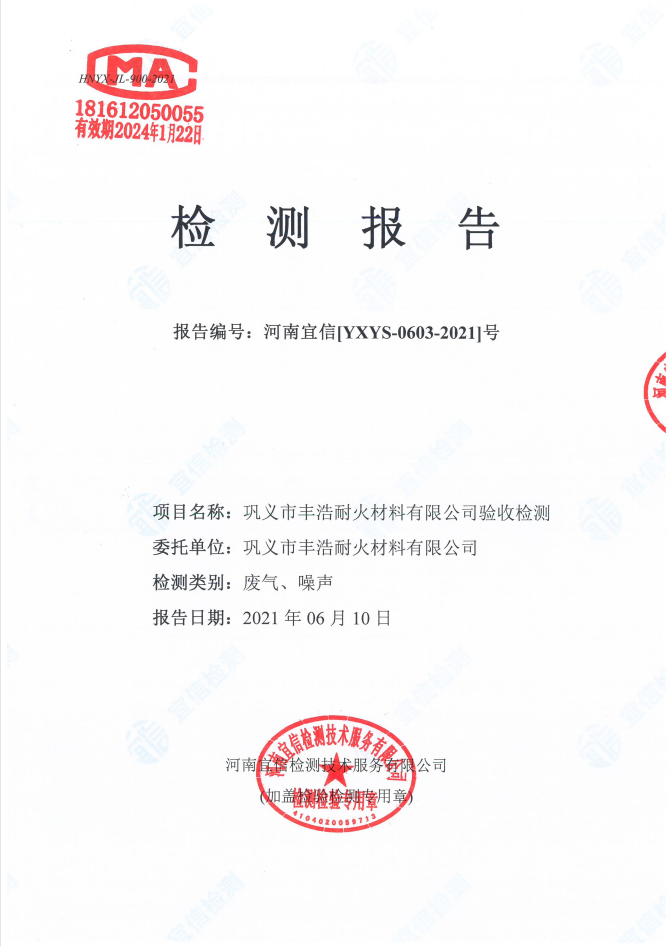 HNYX-JL-900-2021
CMA
181612050055
有效期2024年1月22日
检测报告
报告编号：河南宜信[YXYS-0603-2021]号
项目名称：巩义市丰浩耐火材料有限公司验收检测
委托单位：巩义市丰浩耐火材料有限公司
检测类别：废气、噪声
报告日期：2021 年 06 月 10 日
河南宜信检测技术服务有限公司
河南宜信检测技术服务有限公司
(加盖检验检测专用章)
检测检验专用章
4104020059713
宜信检测